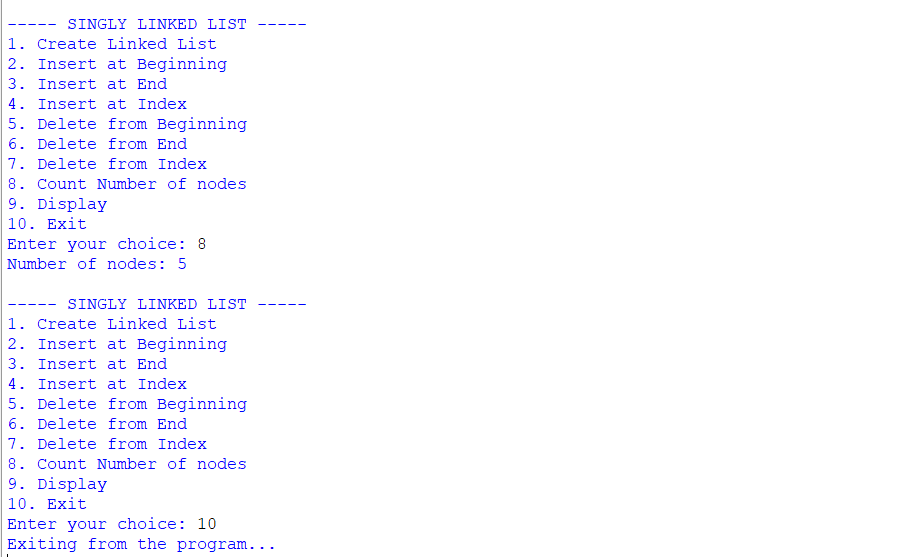 ----- SINGLY LINKED LIST -----
1. Create Linked List
2. Insert at Beginning
3. Insert at End
4. Insert at Index
5. Delete from Beginning
6. Delete from End
7. Delete from Index
8. Count Number of nodes
9. Display
10. Exit
Enter your choice: 8
Number of nodes: 5

----- SINGLY LINKED LIST -----
1. Create Linked List
2. Insert at Beginning
3. Insert at End
4. Insert at Index
5. Delete from Beginning
6. Delete from End
7. Delete from Index
8. Count Number of nodes
9. Display
10. Exit
Enter your choice: 10
Exiting from the program...